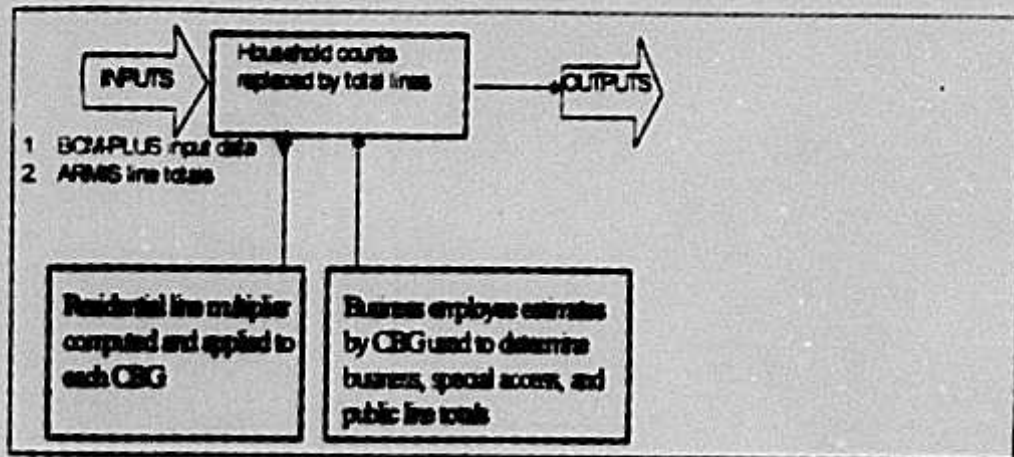 INPUTS
Household counts
replaced by total lines
OUTPUTS
1 BCM-PLUS input data
2 ARMIS line totals
Residential line multiplier
computed and applied to
each CBG
Business employee estimates
by CBG used to determine
business, special access, and
public line totals